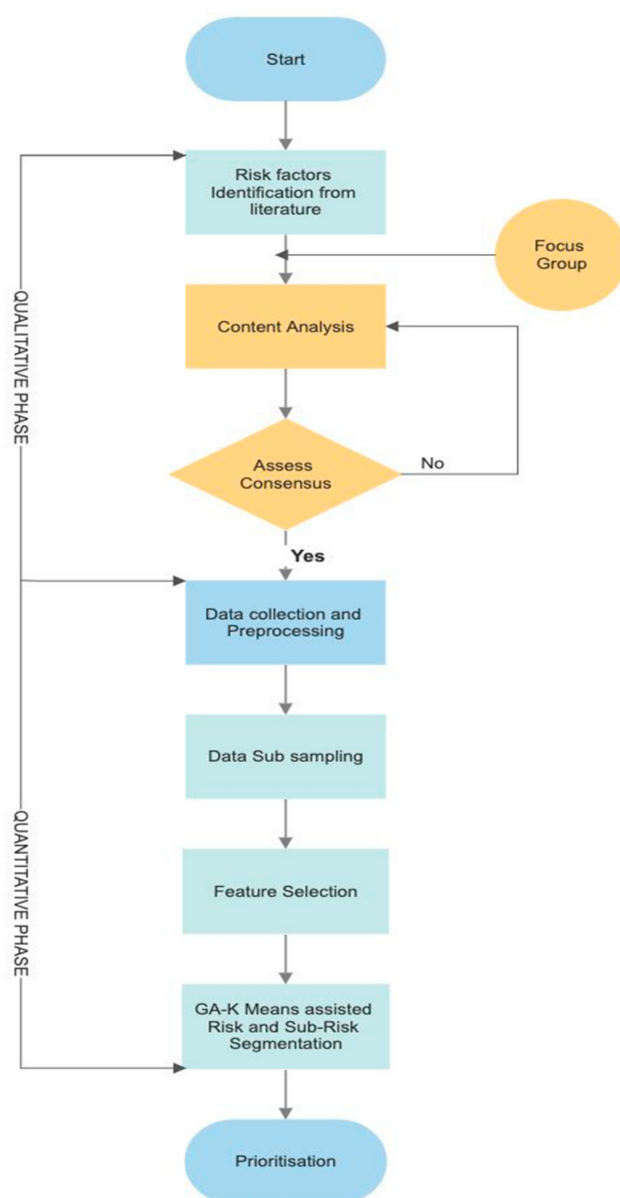 Start
Risk factors
Identification from
literature
Focus
Group
Content Analysis
QUALITATIVE PHASE
Assess
Consensus
No
Yes
Data collection and
Preprocessing
Data Sub sampling
QUANTITATIVE PHASE
Feature Selection
GA-K Means assisted
Risk and Sub-Risk
Segmentation
Prioritisation